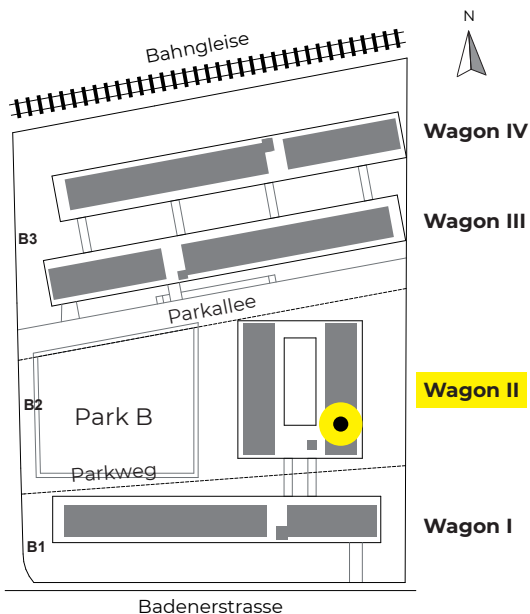 N
Bahngleise
Wagon IV
Wagon III
B3
Parkallee
Wagon II
B2
Park B
Parkweg
Wagon I
B1
Badenerstrasse